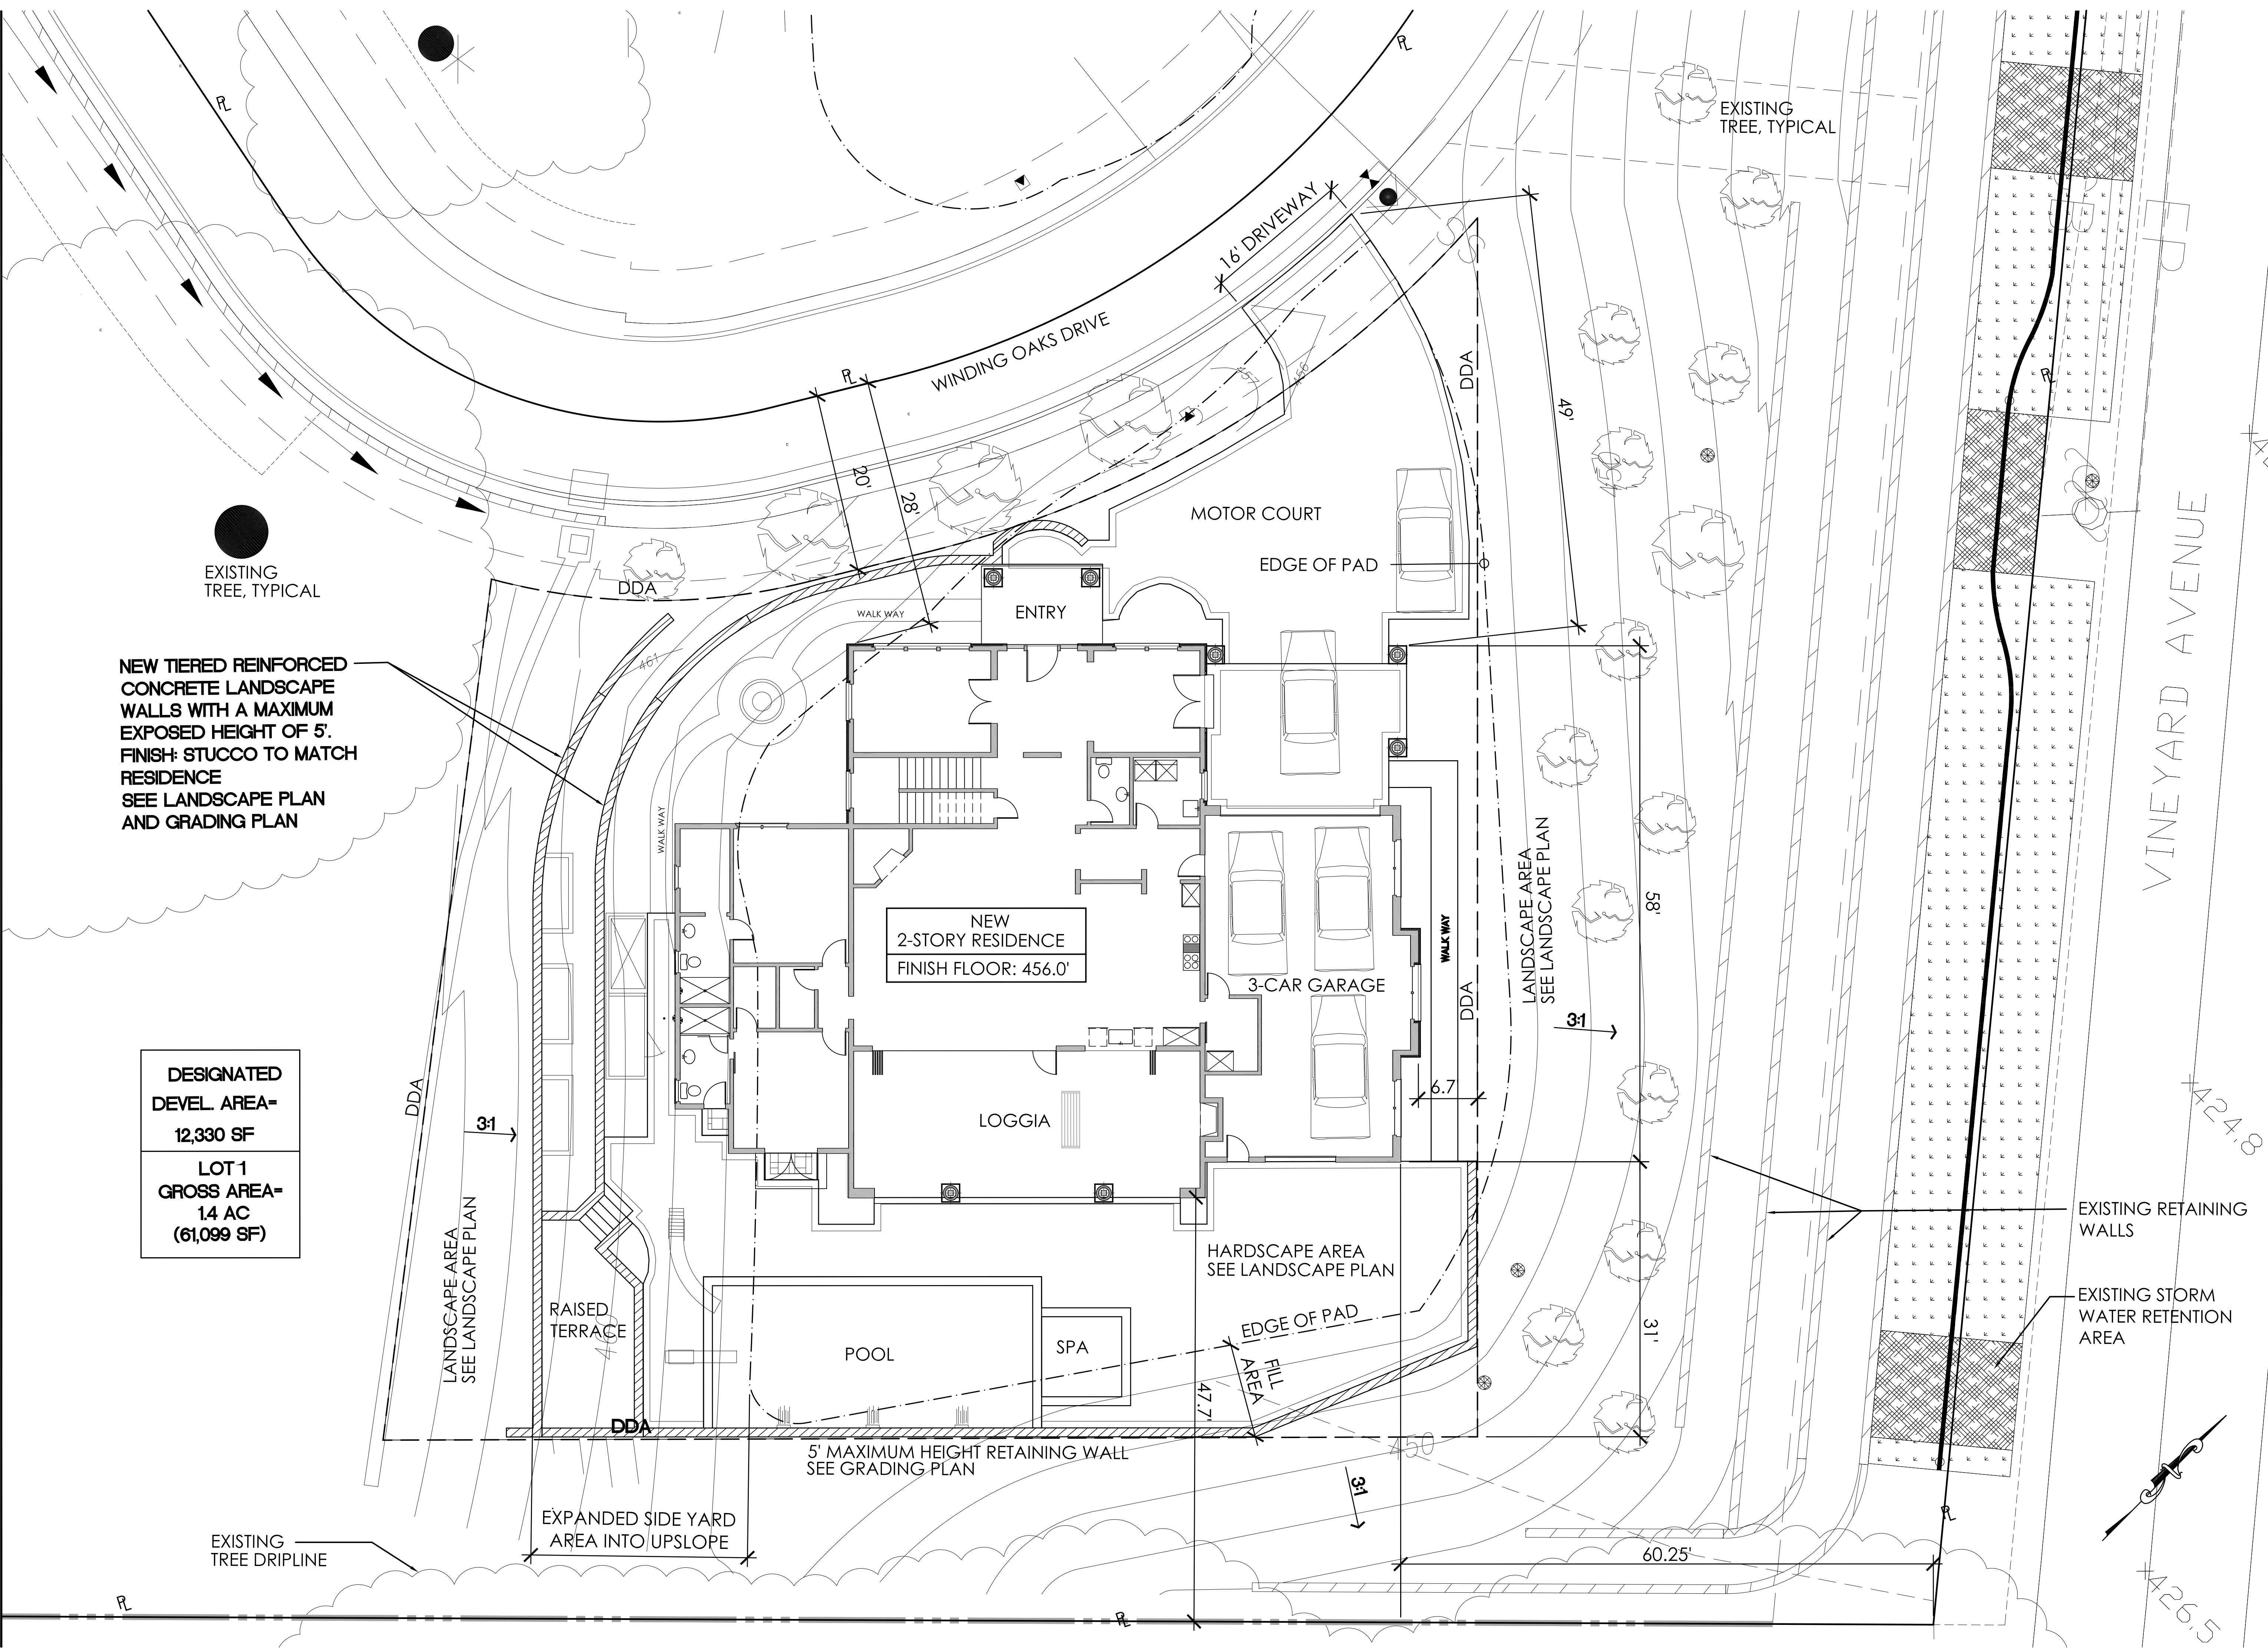 EXISTING
TREE, TYPICAL
16' DRIVEWAY
WINDING OAKS DRIVE
DDA
49'
20'
28'
MOTOR COURT
EDGE OF PAD
EXISTING
TREE, TYPICAL
DDA
WALK WAY
ENTRY
VINEYARD AVENUE
NEW TIERED REINFORCED
CONCRETE LANDSCAPE
WALLS WITH A MAXIMUM
EXPOSED HEIGHT OF 5'.
FINISH: STUCCO TO MATCH
RESIDENCE
SEE LANDSCAPE PLAN
AND GRADING PLAN
461
457
456
WALK WAY
NEW
2-STORY RESIDENCE
FINISH FLOOR: 456.0'
3-CAR GARAGE
WALK WAY
DDA
LANDSCAPE AREA
SEE LANDSCAPE PLAN
58'
3:1
6.7'
DESIGNATED
DEVEL. AREA=
12,330 SF
LOT 1
GROSS AREA=
1.4 AC
(61,099 SF)
DDA
3:1
LOGGIA
424.8
LANDSCAPE AREA
SEE LANDSCAPE PLAN
EXISTING RETAINING
WALLS
HARDSCAPE AREA
SEE LANDSCAPE PLAN
EXISTING STORM
WATER RETENTION
AREA
RAISED
TERRACE
POOL
SPA
EDGE OF PAD
FILL
AREA
31'
47.7'
DDA
5' MAXIMUM HEIGHT RETAINING WALL
SEE GRADING PLAN
450
3:1
EXPANDED SIDE YARD
AREA INTO UPSLOPE
EXISTING
TREE DRIPLINE
60.25'
426.5